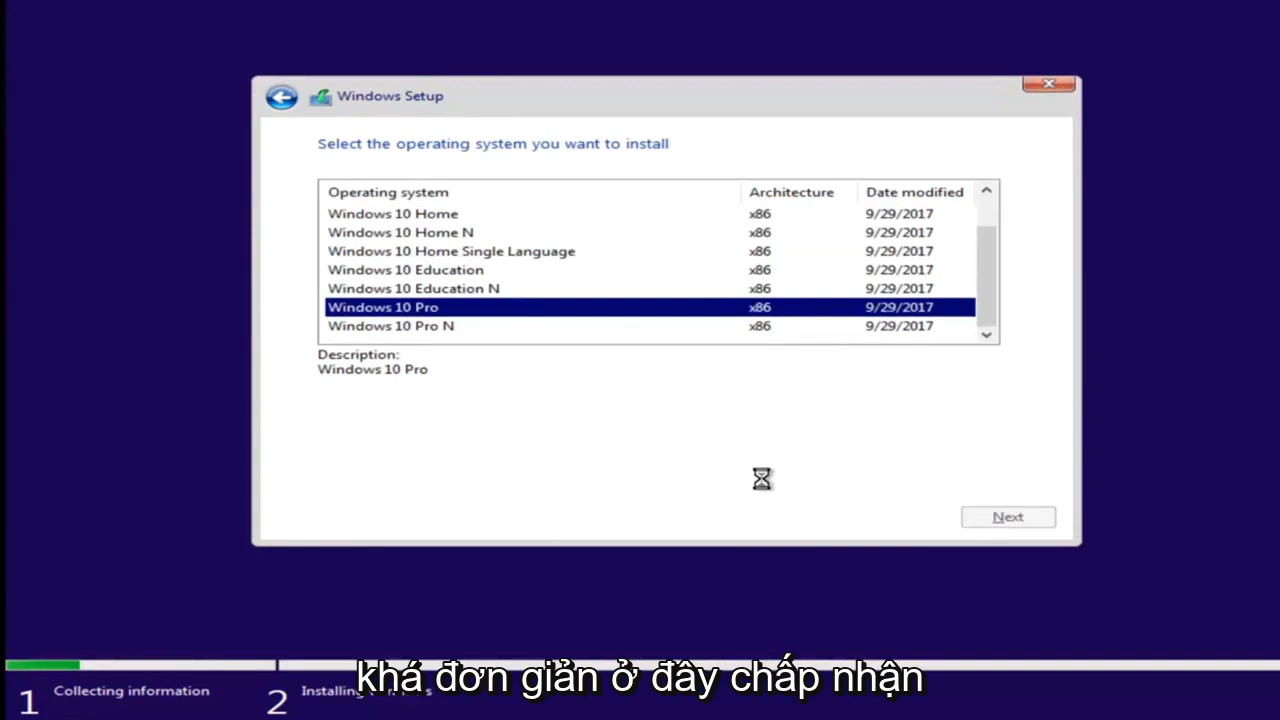 Windows Setup
Select the operating system you want to install
Operating system Architecture Date modified
Windows 10 Home x86 9/29/2017
Windows 10 Home N x86 9/29/2017
Windows 10 Home Single Language x86 9/29/2017
Windows 10 Education x86 9/29/2017
Windows 10 Education N x86 9/29/2017
Windows 10 Pro x86 9/29/2017
Windows 10 Pro N x86 9/29/2017
Description:
Windows 10 Pro
Next
khá đơn giản ở đây chấp nhận
1 Collecting information 2 Installing